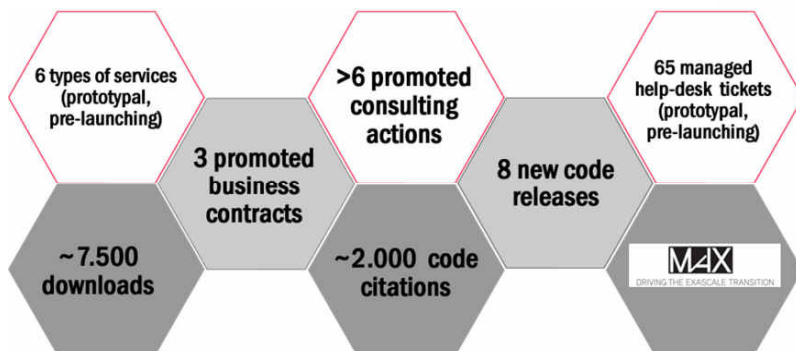 6 types of services
(prototypal,
pre-launching)
>6 promoted
consulting
actions
65 managed
help-desk tickets
(prototypal,
pre-launching)
3 promoted
business
contracts
8 new code
releases
~7.500
downloads
~2.000 code
citations
MAX
DRIVING THE EXASCALE TRANSITION